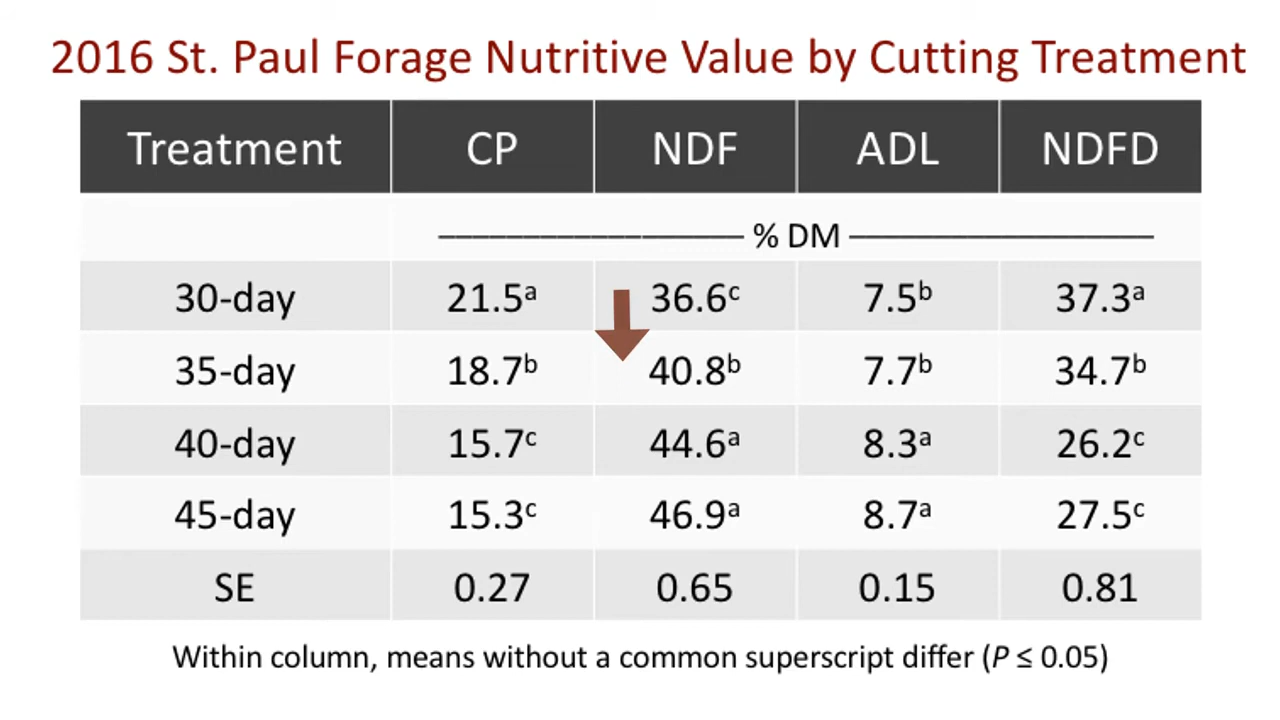 2016 St. Paul Forage Nutritive Value by Cutting Treatment
Treatment CP NDF ADL NDFD
% DM
30-day 21.5ᵃ 36.6ᶜ 7.5ᵇ 37.3ᵃ
35-day 18.7ᵇ 40.8ᵇ 7.7ᵇ 34.7ᵇ
40-day 15.7ᶜ 44.6ᵃ 8.3ᵃ 26.2ᶜ
45-day 15.3ᶜ 46.9ᵃ 8.7ᵃ 27.5ᶜ
SE 0.27 0.65 0.15 0.81
Within column, means without a common superscript differ (P ≤ 0.05)